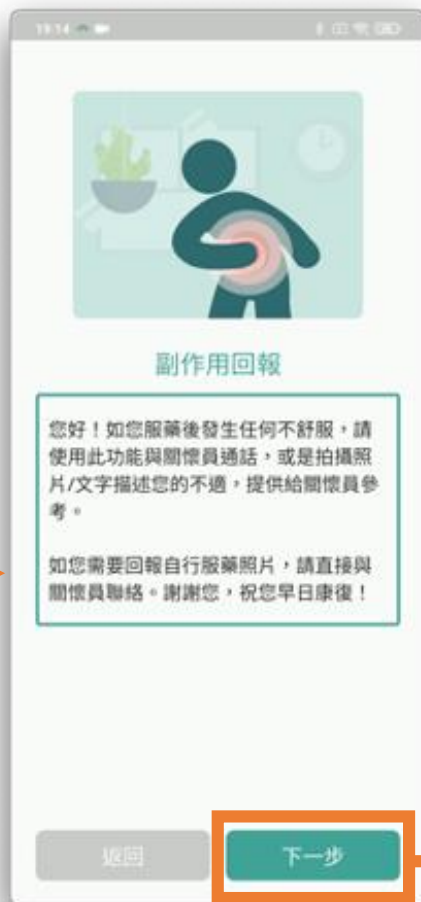 19:14
副作用回報
您好！如您服藥後發生任何不舒服，請
使用此功能與關懷員通話，或是拍攝照
片/文字描述您的不適，提供給關懷員參
考。
如您需要回報自行服藥照片，請直接與
關懷員聯絡。謝謝您，祝您早日康復！
返回
下一步